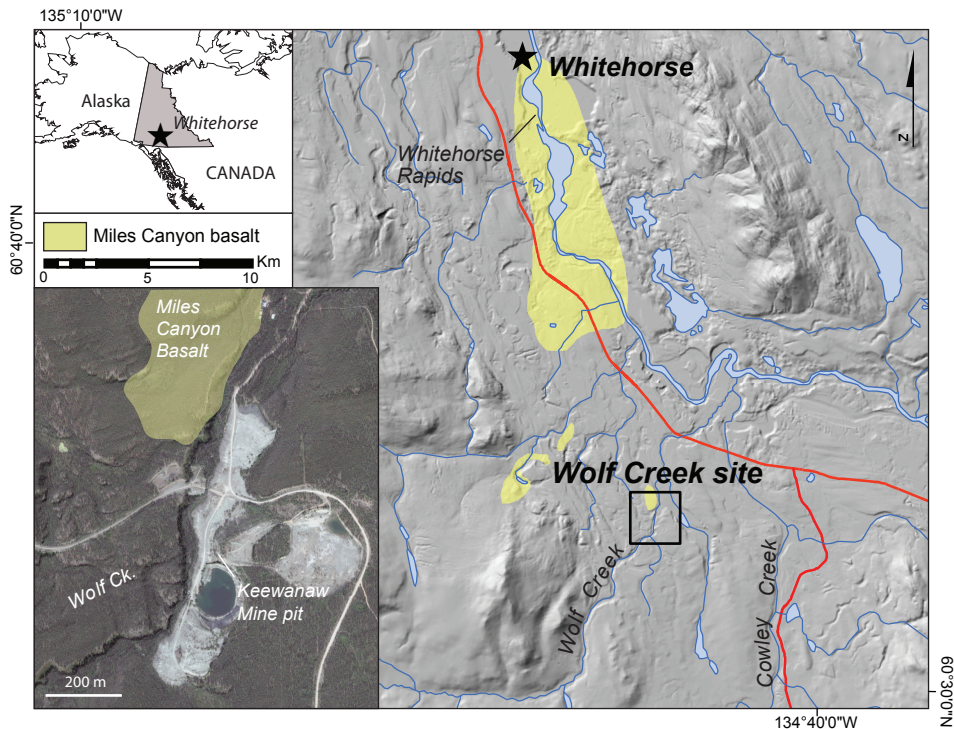 135°10'0"W
Alaska
Whitehorse
CANADA
Miles Canyon basalt
Km
0
5
10
60°40'0"N
Miles
Canyon
Basalt
Wolf Ck.
Keewanaw
Mine pit
200 m
Whitehorse
N
Whitehorse
Rapids
Wolf Creek site
Wolf Creek
Cowley Creek
60°30'0"N
134°40'0"W